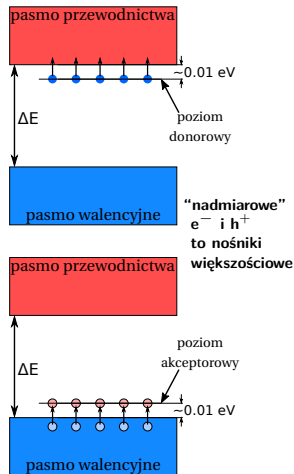 pasmo przewodnictwa
~0.01 eV
ΔE
poziom
donorowy
pasmo walencyjne
“nadmiarowe”
e− i h+
to nośniki
większościowe
pasmo przewodnictwa
ΔE
poziom
akceptorowy
~0.01 eV
pasmo walencyjne